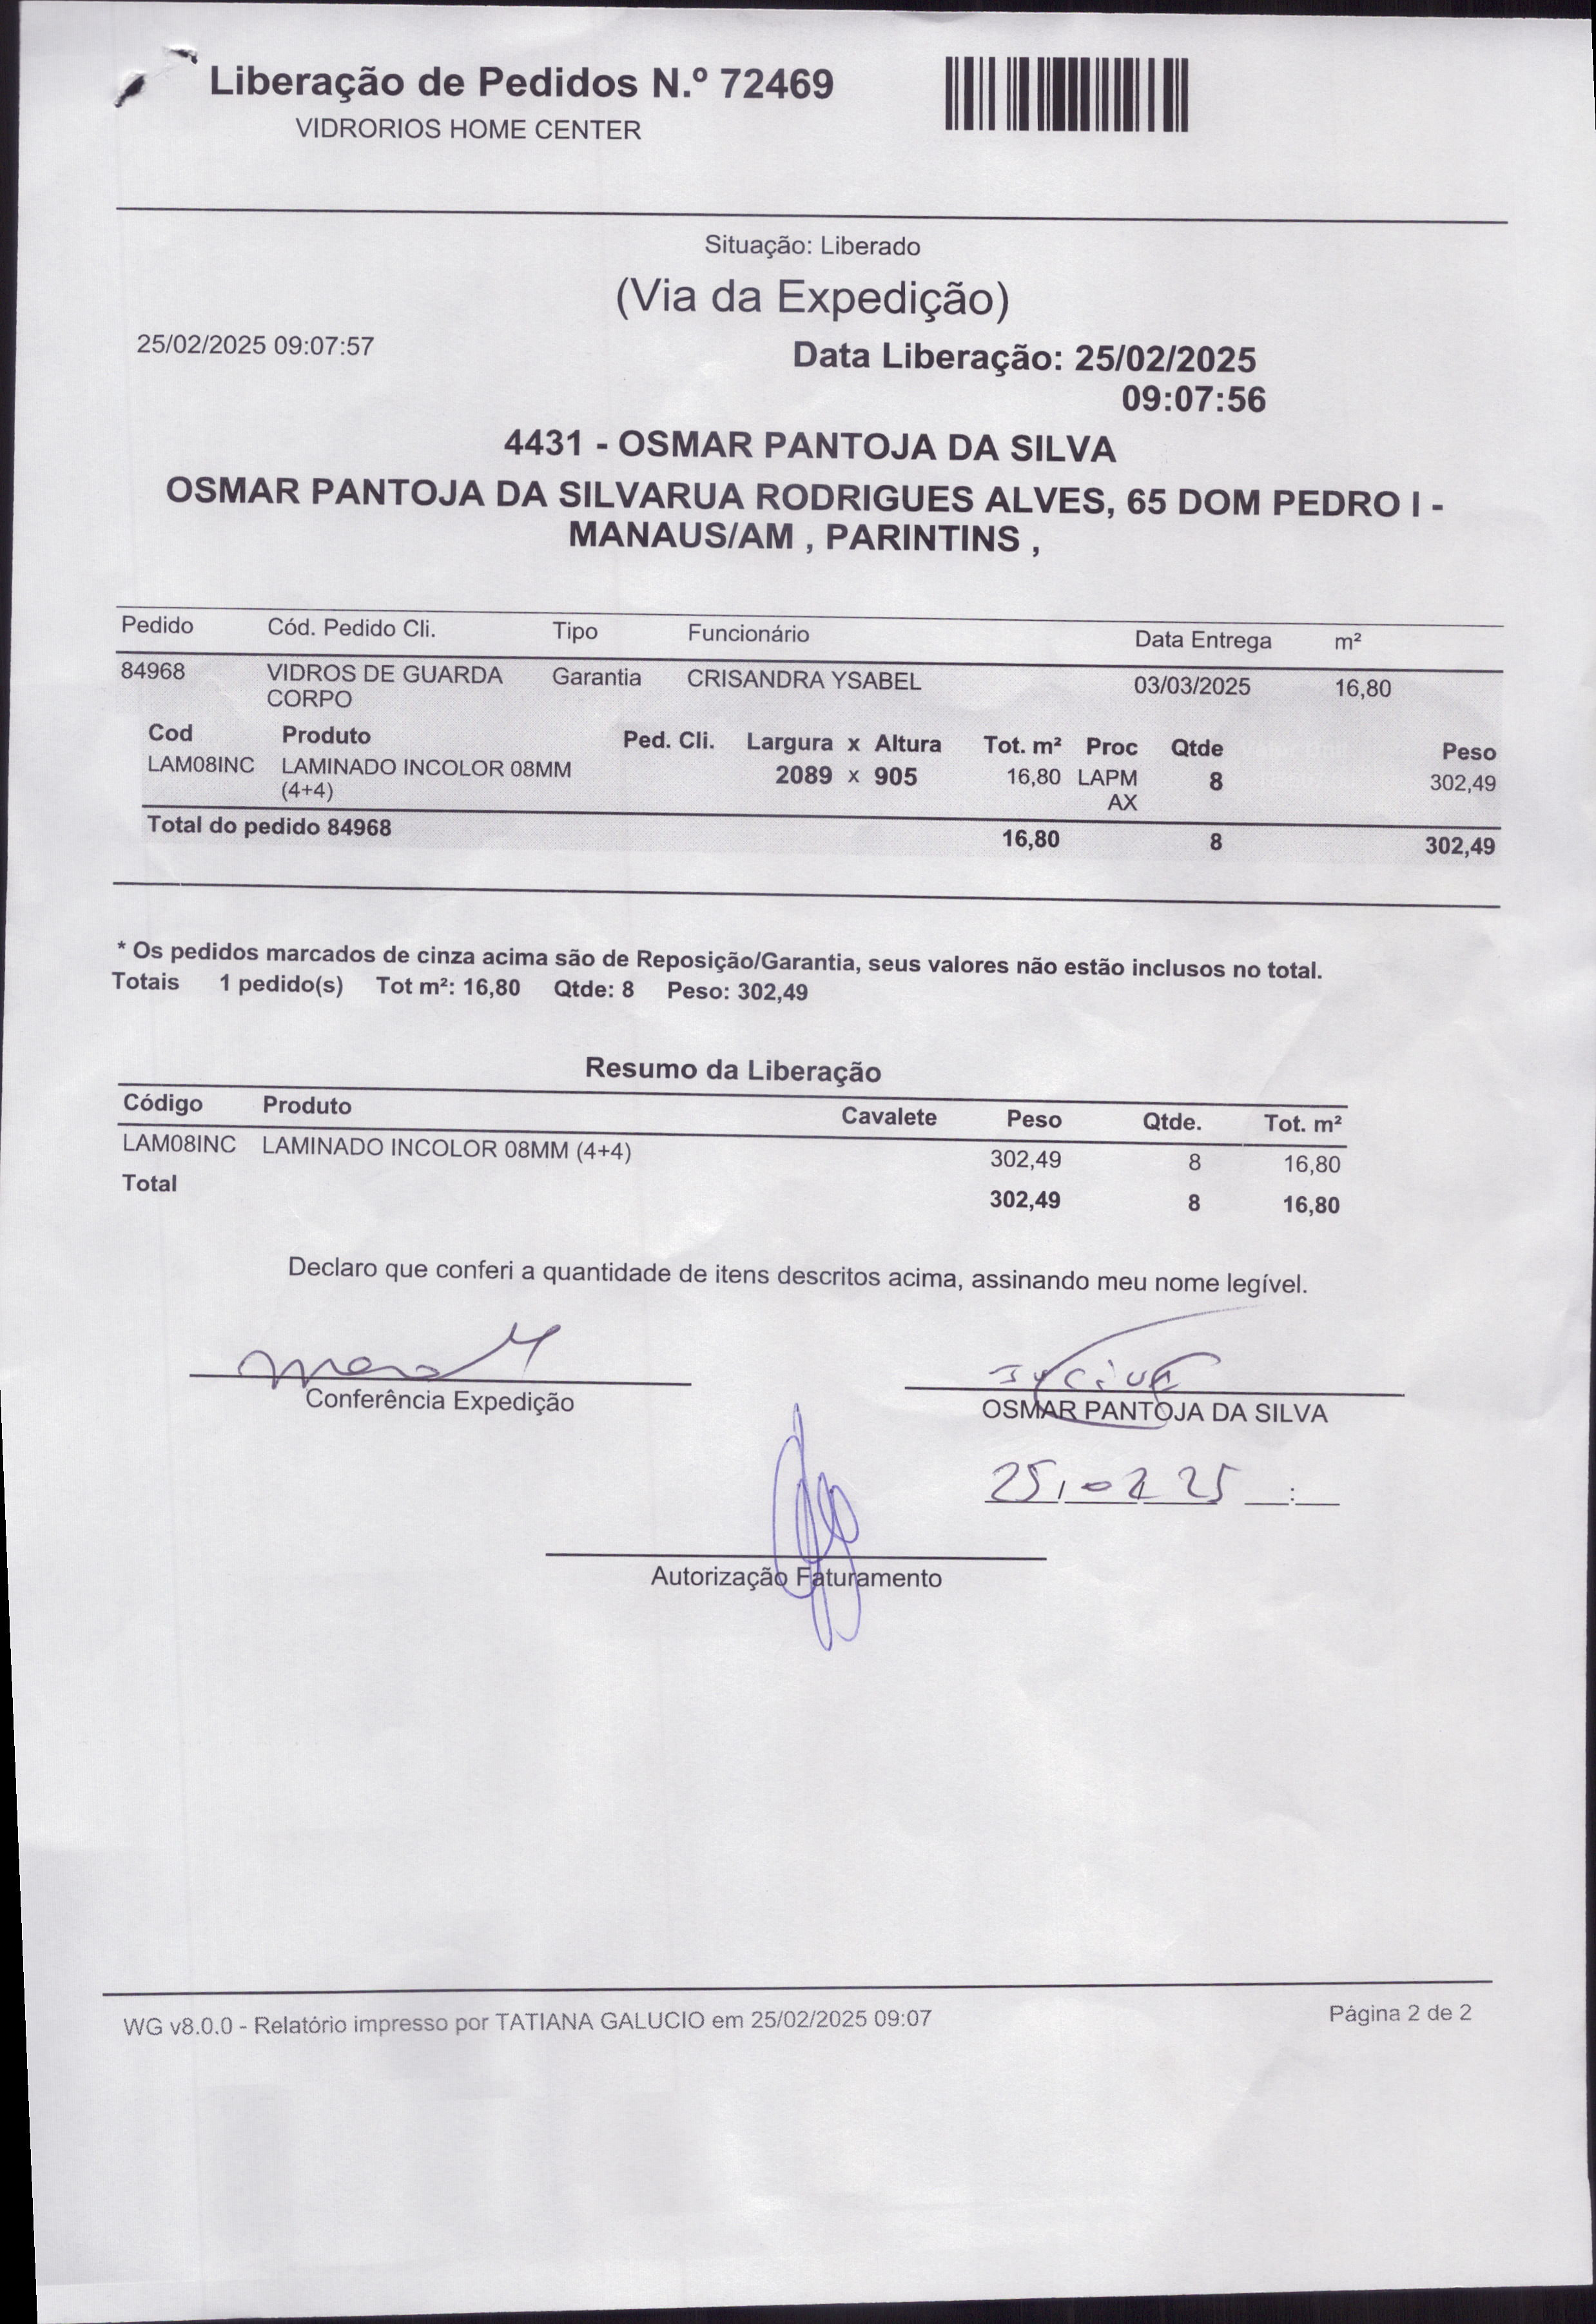 Liberação de Pedidos N.º 72469
VIDRORIOS HOME CENTER
Situação: Liberado
(Via da Expedição)
25/02/2025 09:07:57
Data Liberação: 25/02/2025
09:07:56
4431 - OSMAR PANTOJA DA SILVA
OSMAR PANTOJA DA SILVARUA RODRIGUES ALVES, 65 DOM PEDRO I -
MANAUS/AM , PARINTINS ,
Pedido Cód. Pedido Cli. Tipo Funcionário Data Entrega m²
84968 VIDROS DE GUARDA Garantia CRISANDRA YSABEL 03/03/2025 16,80
CORPO
Cod Produto Ped. Cli. Largura x Altura Tot. m² Proc Qtde Peso
LAM08INC LAMINADO INCOLOR 08MM 2089 x 905 16,80 LAPM 8 302,49
(4+4) AX
Total do pedido 84968 16,80 8 302,49
* Os pedidos marcados de cinza acima são de Reposição/Garantia, seus valores não estão inclusos no total.
Totais 1 pedido(s) Tot m²: 16,80 Qtde: 8 Peso: 302,49
Resumo da Liberação
Código Produto Cavalete Peso Qtde. Tot. m²
LAM08INC LAMINADO INCOLOR 08MM (4+4) 302,49 8 16,80
Total 302,49 8 16,80
Declaro que conferi a quantidade de itens descritos acima, assinando meu nome legível.
Conferência Expedição
OSMAR PANTOJA DA SILVA
25/02 25 __:__
Autorização Faturamento
WG v8.0.0 - Relatório impresso por TATIANA GALUCIO em 25/02/2025 09:07
Página 2 de 2